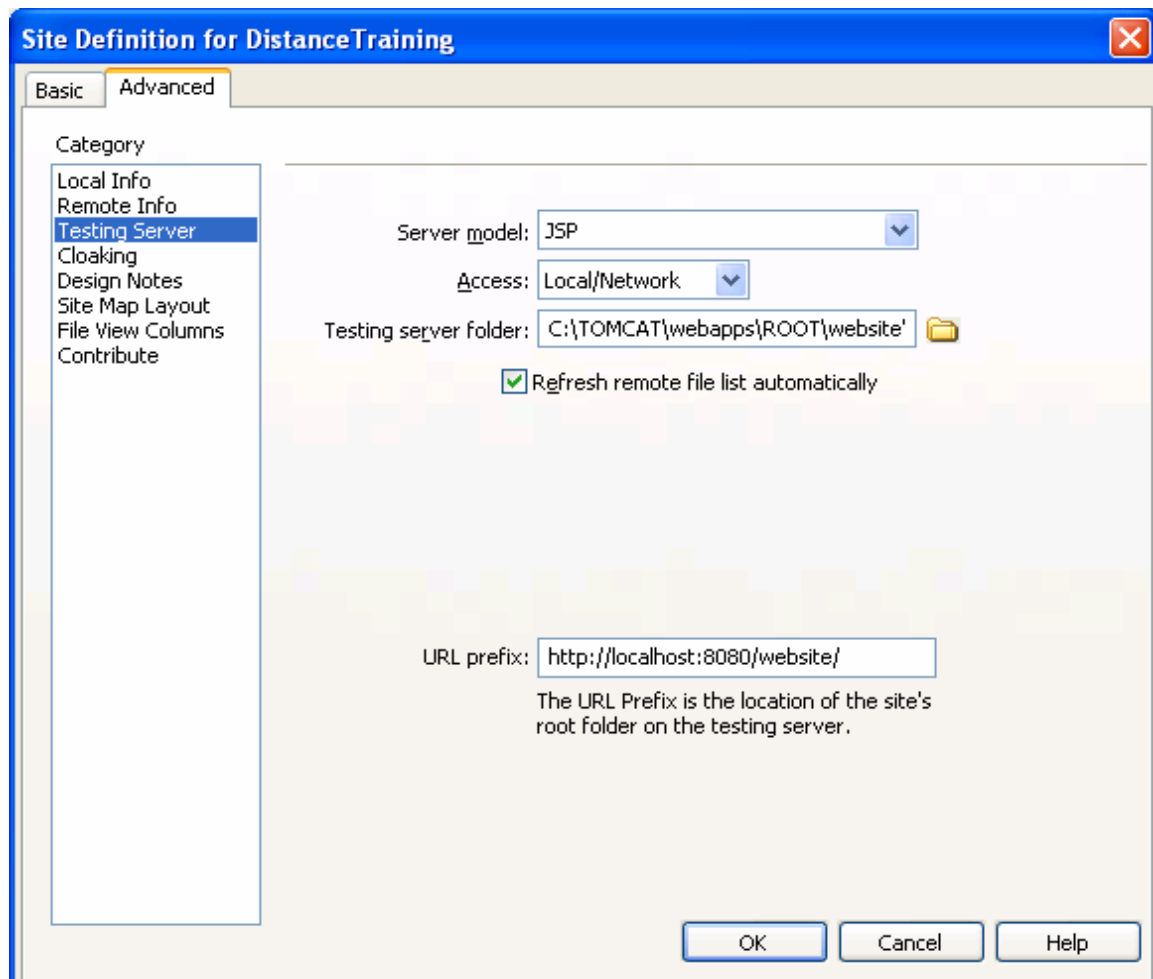 Site Definition for DistanceTraining
Basic
Advanced
Category
Local Info
Remote Info
Testing Server
Cloaking
Design Notes
Site Map Layout
File View Columns
Contribute
Server model: JSP
Access: Local/Network
Testing server folder: C:\TOMCAT\webapps\ROOT\website'
Refresh remote file list automatically
URL prefix: http://localhost:8080/website/
The URL Prefix is the location of the site's
root folder on the testing server.
OK
Cancel
Help